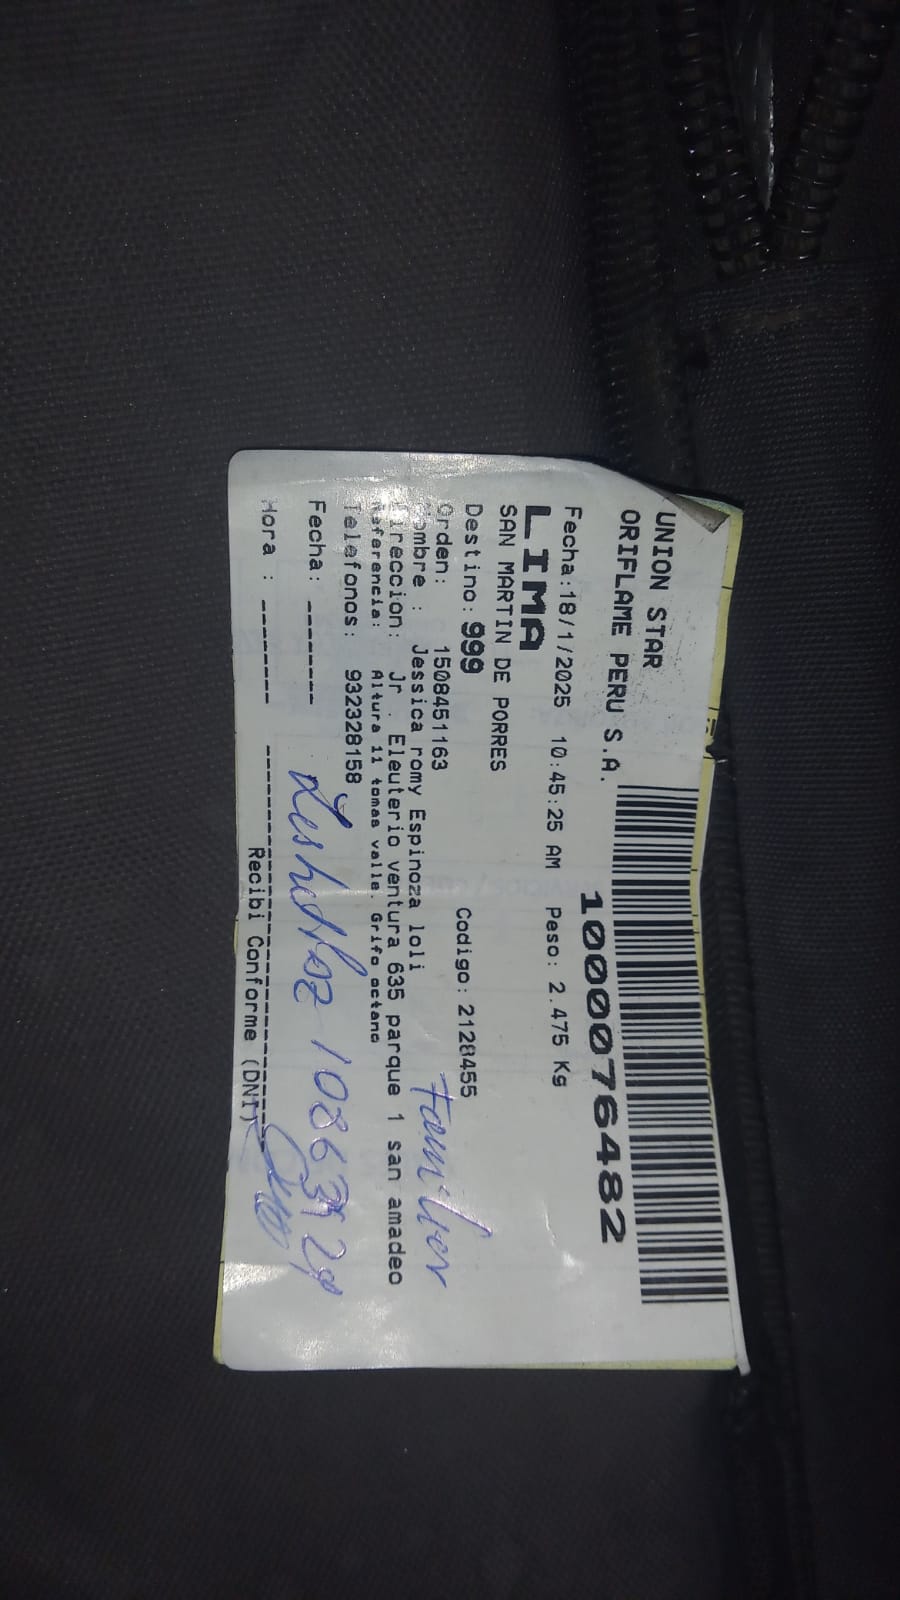 UNION STAR
ORIFLAME PERU S.A.
1000076482
Fecha:18/1/2025 10:45:25 AM Peso: 2.475 Kg
LIMA
SAN MARTIN DE PORRES
Destino: 999 Codigo: 2128455
Orden: 1508451163
Nombre : Jessica romy Espinoza loli
Direccion: Jr . Eleuterio ventura 635 parque 1 san amadeo
Referencia: Altura 11 tomas valle. Grifo octano
Telefonos: 932328158
Fecha: -------
Hora : -------
Recibi Conforme (DNI)